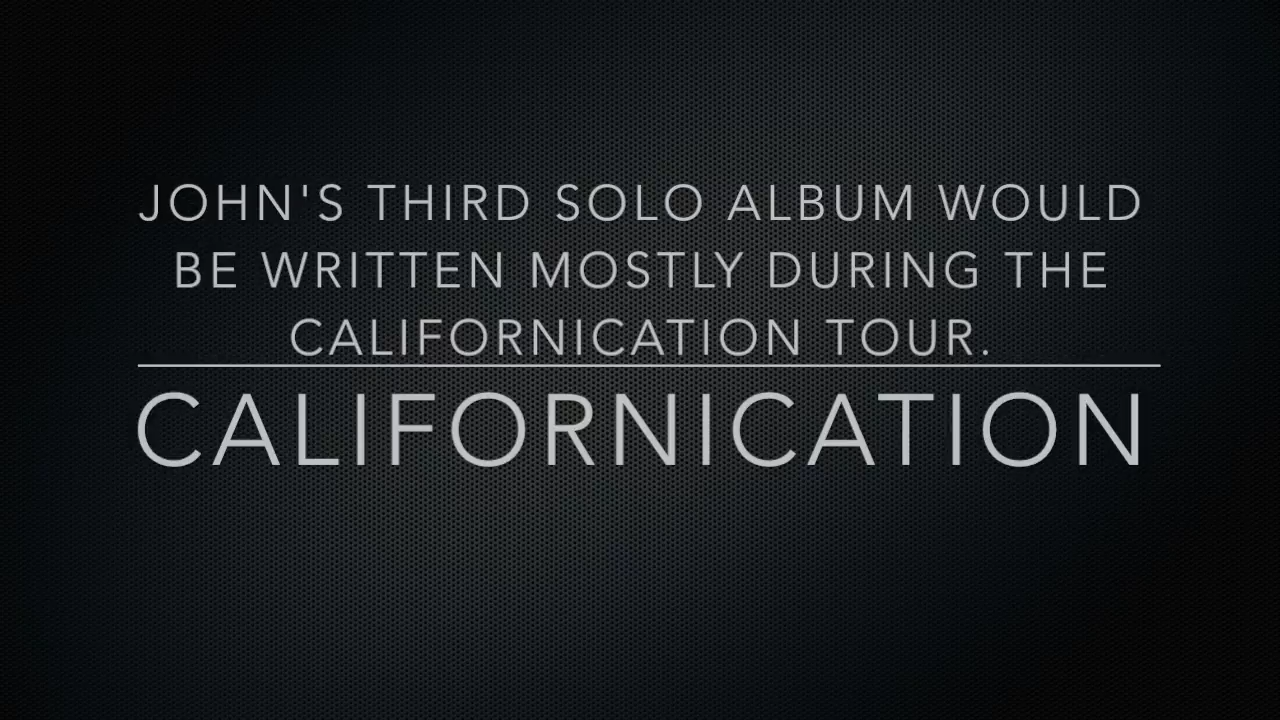 JOHN'S THIRD SOLO ALBUM WOULD
BE WRITTEN MOSTLY DURING THE
CALIFORNICATION TOUR.
CALIFORNICATION